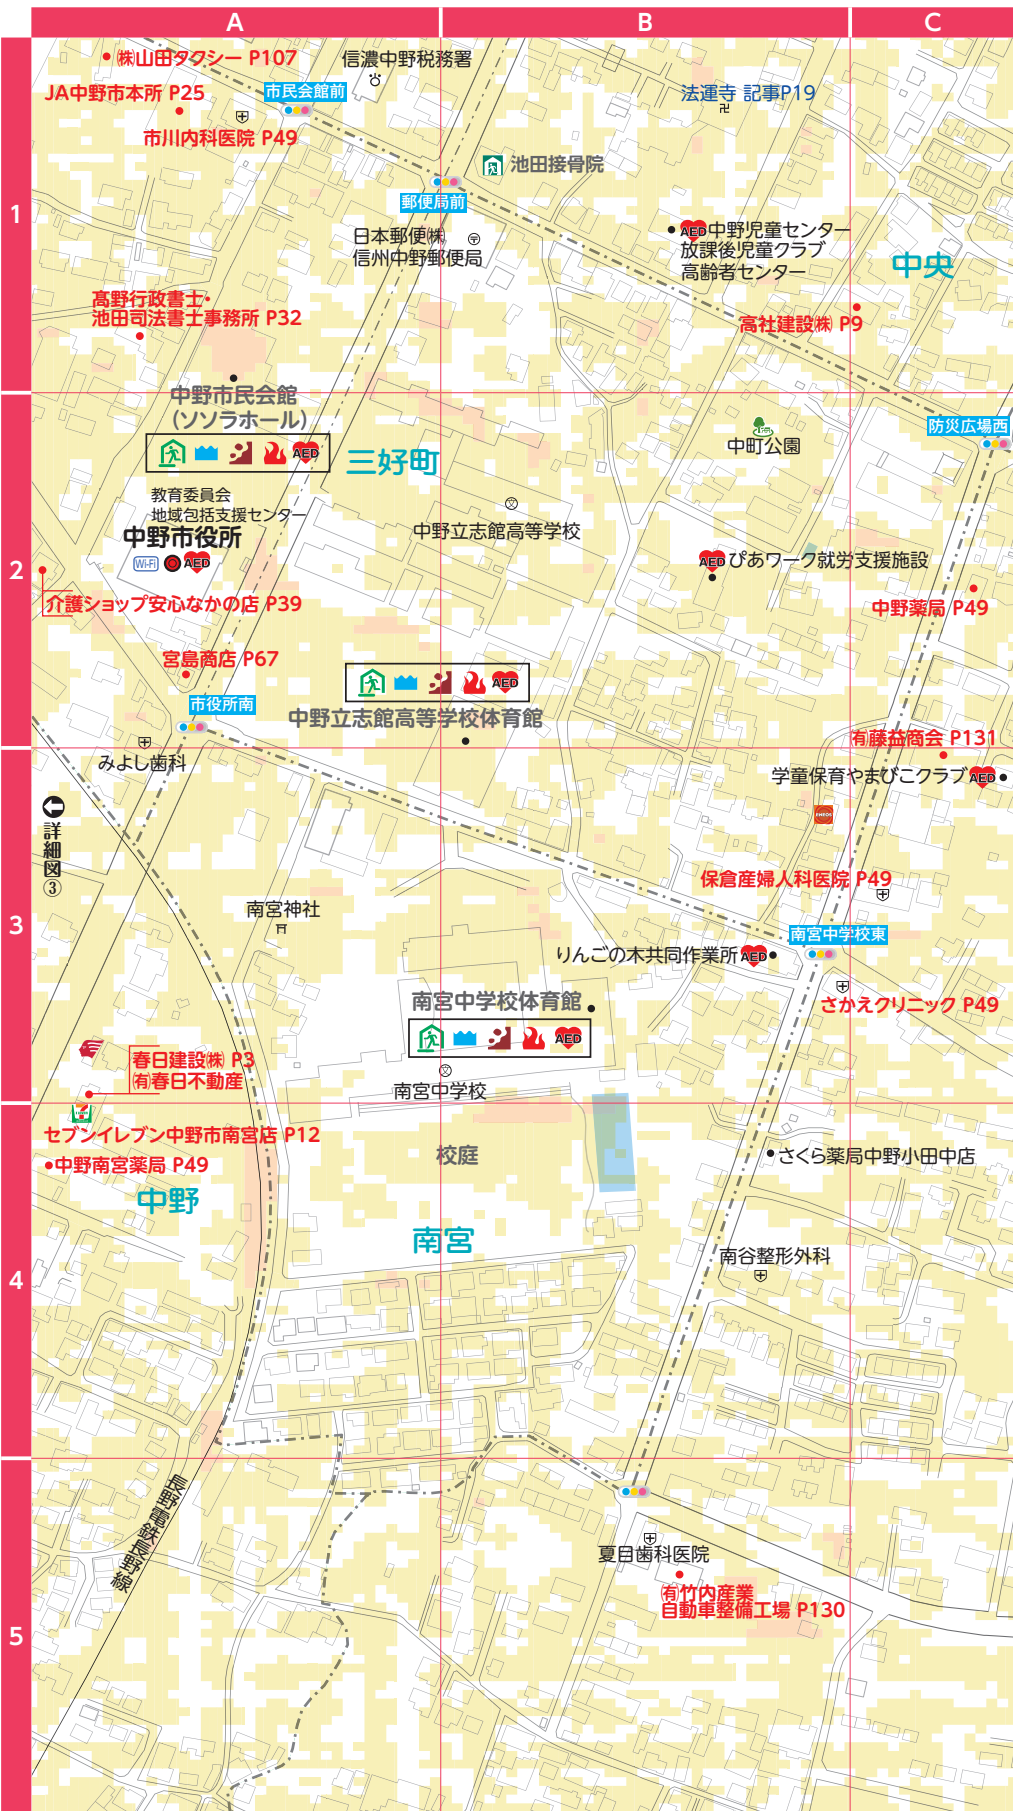 A
B
C
1
2
3
4
5
㈱山田タクシー P107
信濃中野税務署
JA中野市本所 P25
市民会館前
市川内科医院 P49
法運寺 記事P19
池田接骨院
郵便局前
日本郵便㈱
信州中野郵便局
AED 中野児童センター
放課後児童クラブ
高齢者センター
中央
髙野行政書士・
池田司法書士事務所 P32
高社建設㈱ P9
中野市民会館
(ソソラホール)
AED
三好町
中町公園
防災広場西
教育委員会
地域包括支援センター
中野市役所
Wi-Fi AED
中野立志館高等学校
AED ぴあワーク就労支援施設
介護ショップ安心なかの店 P39
中野薬局 P49
宮島商店 P67
AED
市役所南
中野立志館高等学校体育館
㈲藤益商会 P131
みよし歯科
学童保育やまびこクラブ AED
ENEOS
詳細図③
保倉産婦人科医院 P49
南宮神社
南宮中学校東
りんごの木共同作業所 AED
南宮中学校体育館
さかえクリニック P49
AED
春日建設㈱ P3
㈲春日不動産
南宮中学校
セブンイレブン中野市南宮店 P12
校庭
さくら薬局中野小田中店
中野南宮薬局 P49
中野
南宮
南谷整形外科
長野電鉄長野線
夏目歯科医院
㈲竹内産業
自動車整備工場 P130